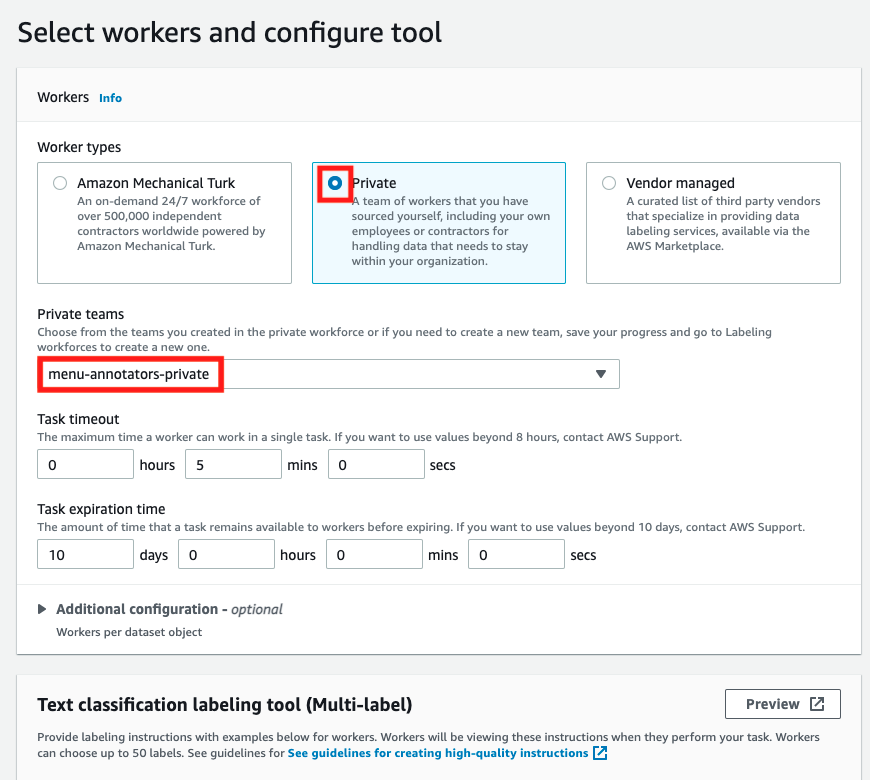 Select workers and configure tool
Workers Info
Worker types
Amazon Mechanical Turk
An on-demand 24/7 workforce of
over 500,000 independent
contractors worldwide powered by
Amazon Mechanical Turk.
Private
A team of workers that you have
sourced yourself, including your own
employees or contractors for
handling data that needs to stay
within your organization.
Vendor managed
A curated list of third party vendors
that specialize in providing data
labeling services, available via the
AWS Marketplace.
Private teams
Choose from the teams you created in the private workforce or if you need to create a new team, save your progress and go to Labeling
workforces to create a new one.
menu-annotators-private
Task timeout
The maximum time a worker can work in a single task. If you want to use values beyond 8 hours, contact AWS Support.
0 hours 5 mins 0 secs
Task expiration time
The amount of time that a task remains available to workers before expiring. If you want to use values beyond 10 days, contact AWS Support.
10 days 0 hours 0 mins 0 secs
Additional configuration - optional
Workers per dataset object
Text classification labeling tool (Multi-label) Preview
Provide labeling instructions with examples below for workers. Workers will be viewing these instructions when they perform your task. Workers
can choose up to 50 labels. See guidelines for See guidelines for creating high-quality instructions